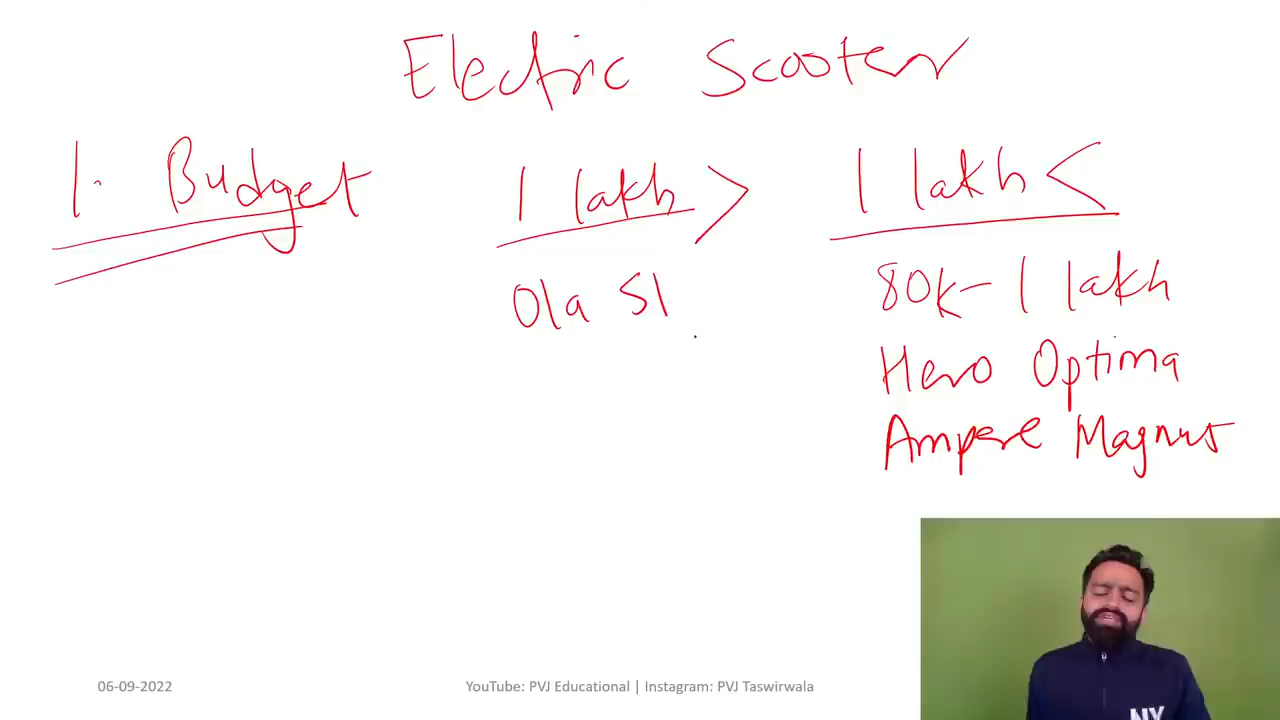 Electric Scooter
1. Budget
1 lakh >
Ola S1
1 lakh <
80k - 1 lakh
Hero Optima
Ampere Magnus
NY
06-09-2022
YouTube: PVJ Educational | Instagram: PVJ Taswirwala